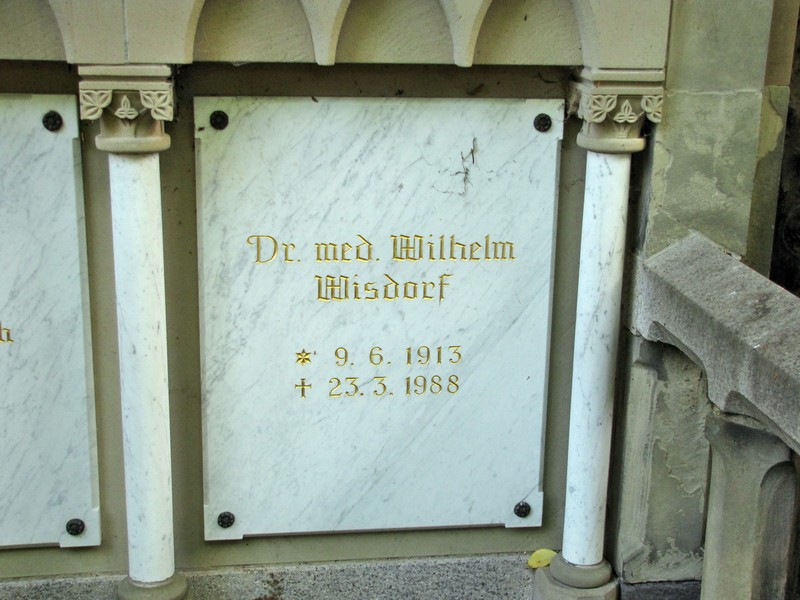 Dr. med. Wilhelm
Wisdorf
* 9. 6. 1913
† 23. 3. 1988